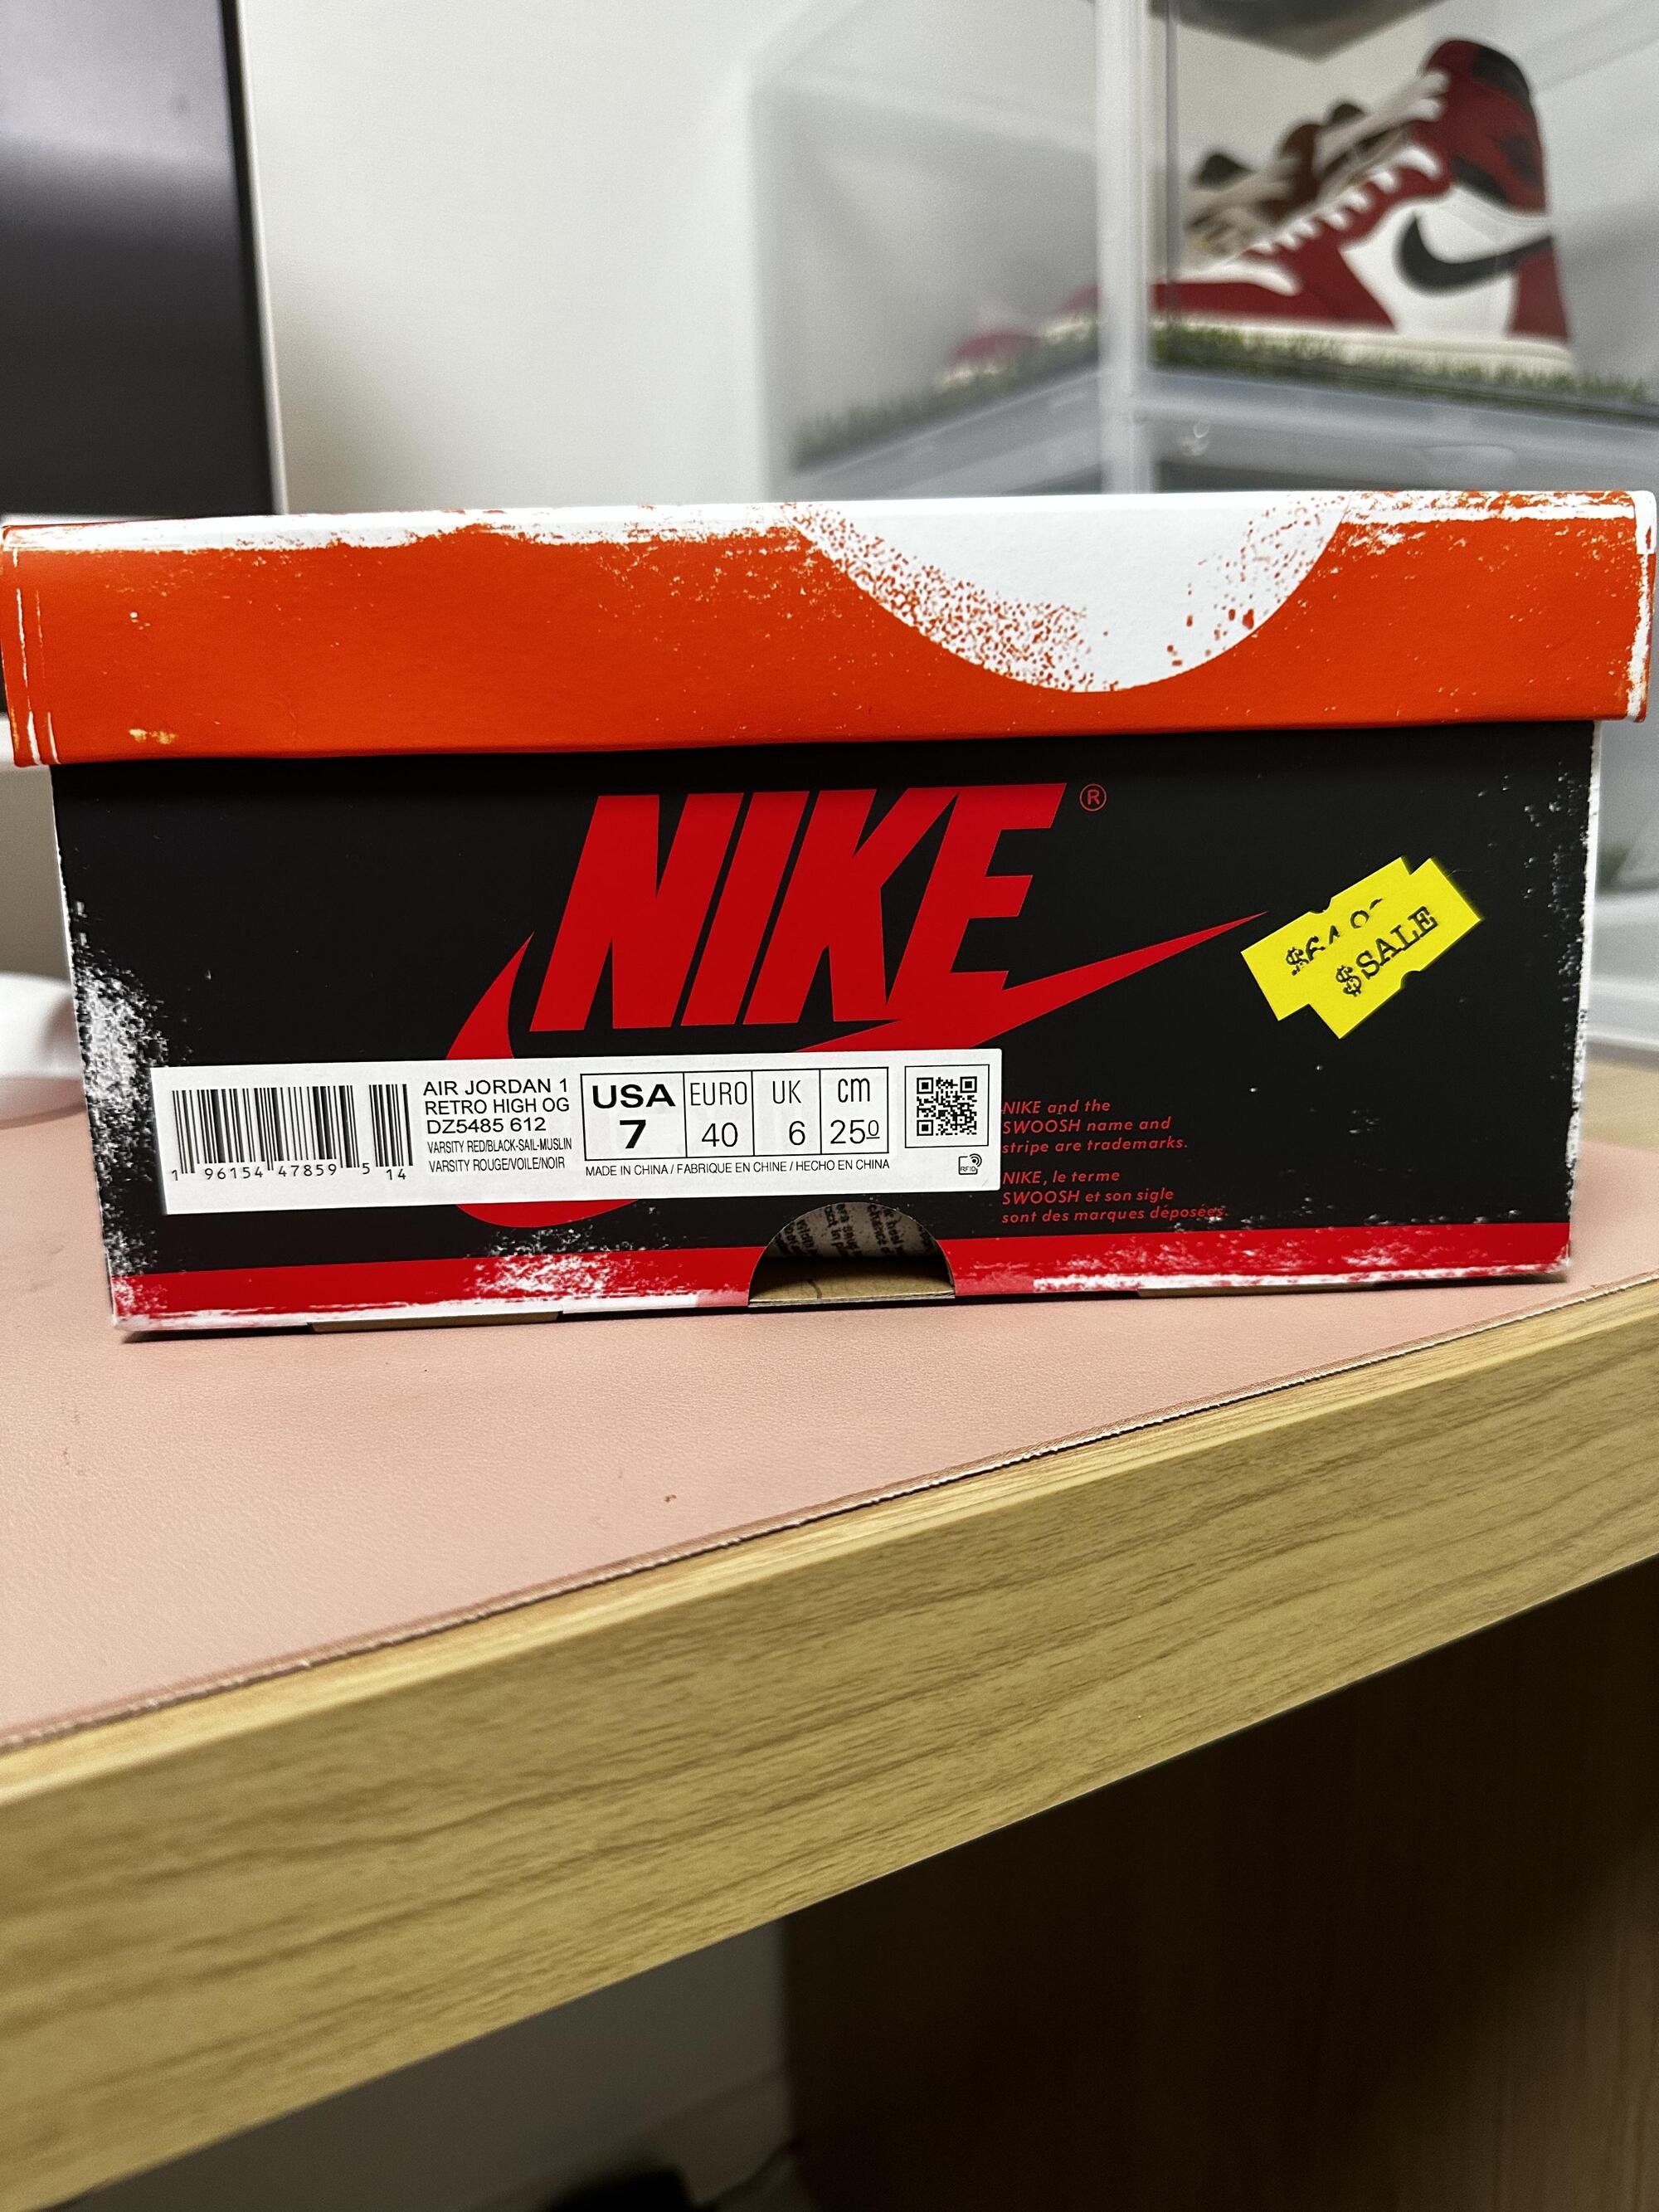 NIKE®
$SALE
AIR JORDAN 1
RETRO HIGH OG
DZ5485 612
VARSITY RED/BLACK-SAIL-MUSLIN
VARSITY ROUGE/VOILE/NOIR
1 96154 47859 5 14
USA EURO UK cm
7 40 6 25⁰
MADE IN CHINA / FABRIQUE EN CHINE / HECHO EN CHINA
RFID
NIKE and the
SWOOSH name and
stripe are trademarks.
NIKE, le terme
SWOOSH et son sigle
sont des marques déposées.